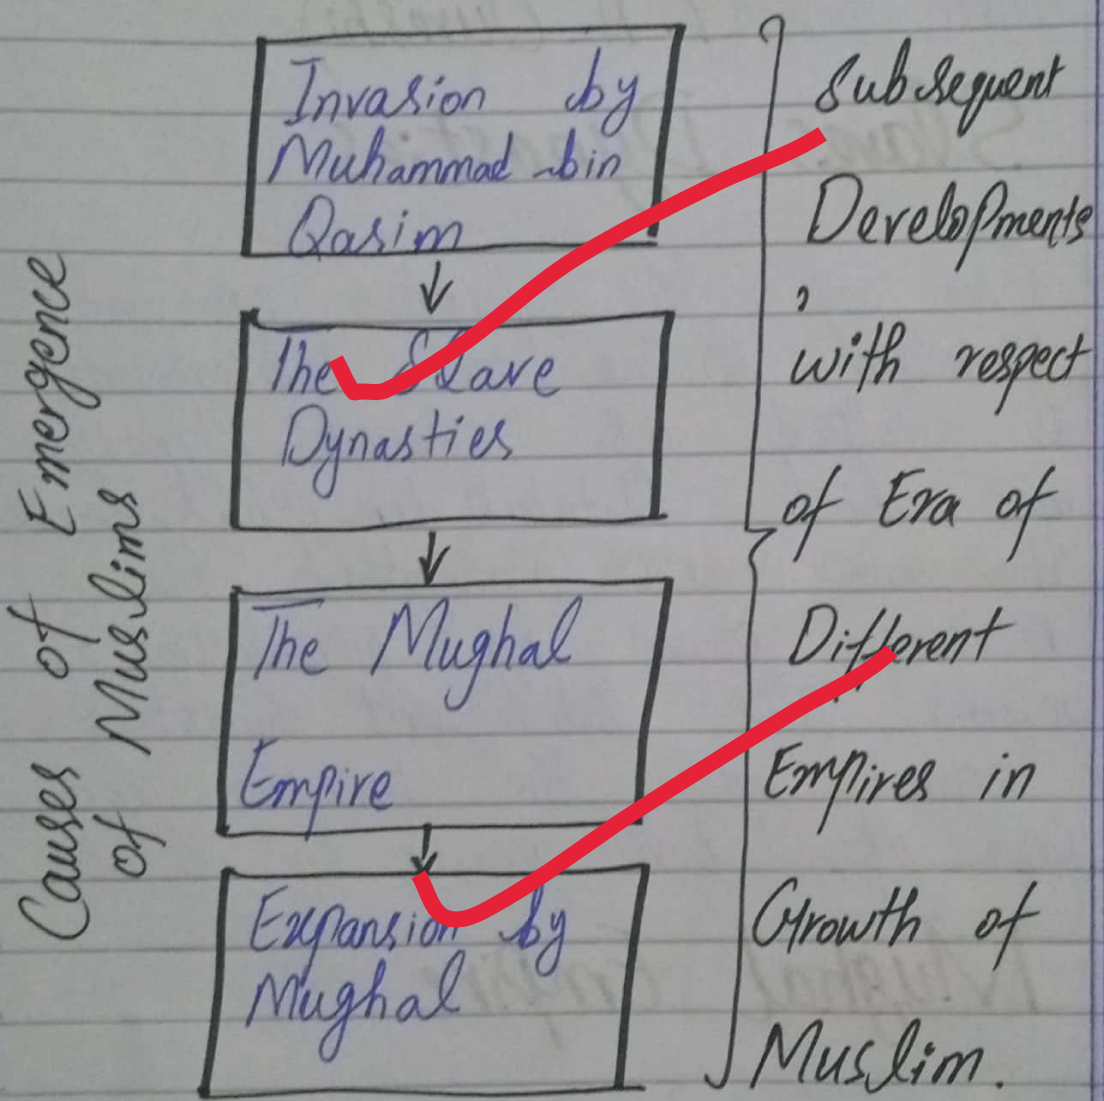 Causes of Emergence
of Muslims
Invasion by
Muhammad bin
Qasim
The Slave
Dynasties
The Mughal
Empire
Expansion by
Mughal
Subsequent
Developments
,
with respect
of Era of
Different
Empires in
Growth of
Muslim.